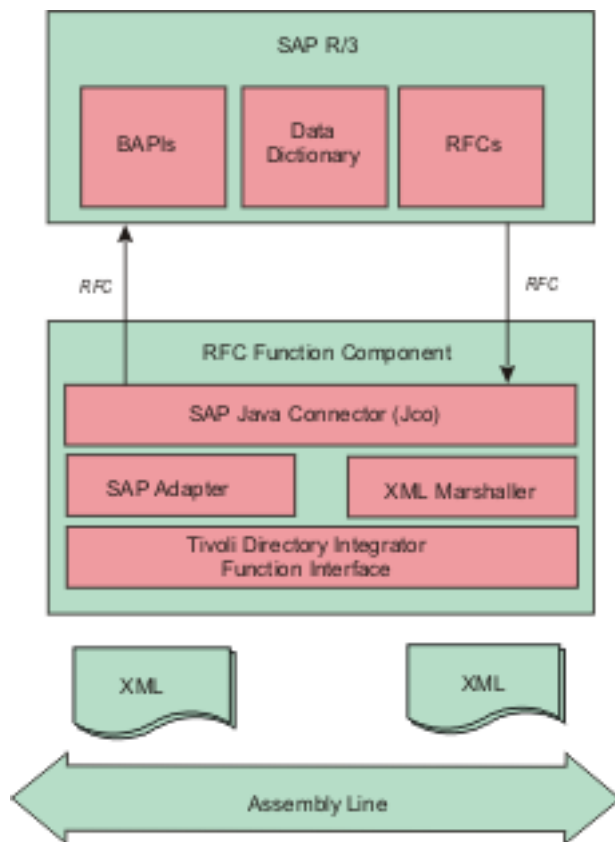 SAP R/3
BAPIs
Data
Dictionary
RFCs
RFC
RFC
RFC Function Component
SAP Java Connector (Jco)
SAP Adapter
XML Marshaller
Tivoli Directory Integrator
Function Interface
XML
XML
Assembly Line